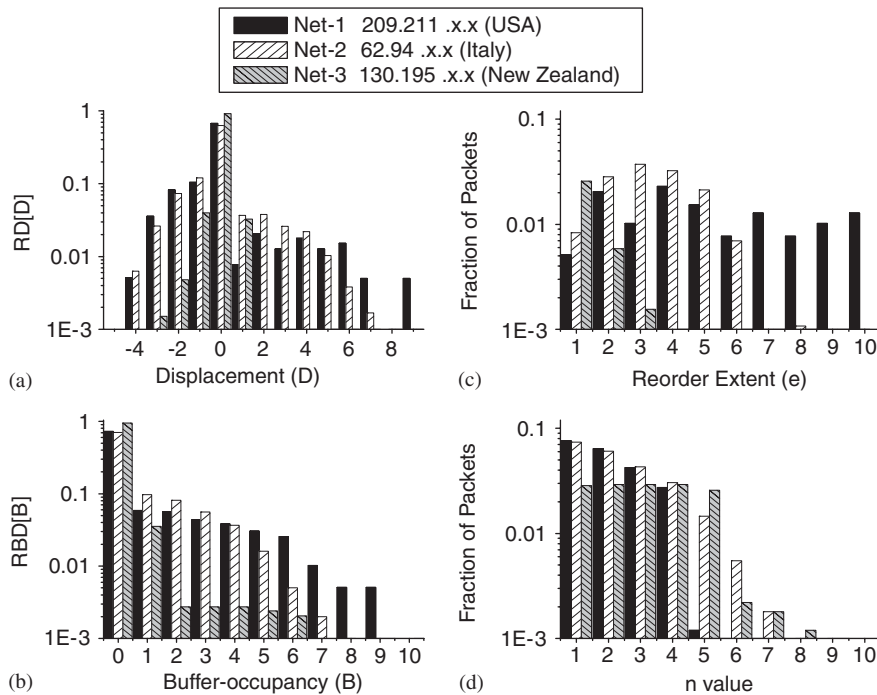 Net-1 209.211 .x.x (USA)
Net-2 62.94 .x.x (Italy)
Net-3 130.195 .x.x (New Zealand)
1
0.1
0.01
1E-3
RD[D]
-4 -2 0 2 4 6 8
Displacement (D)
(a)
0.1
0.01
1E-3
Fraction of Packets
1 2 3 4 5 6 7 8 9 10
Reorder Extent (e)
(c)
1
0.1
0.01
1E-3
RBD[B]
0 1 2 3 4 5 6 7 8 9 10
Buffer-occupancy (B)
(b)
0.1
0.01
1E-3
Fraction of Packets
1 2 3 4 5 6 7 8 9 10
n value
(d)